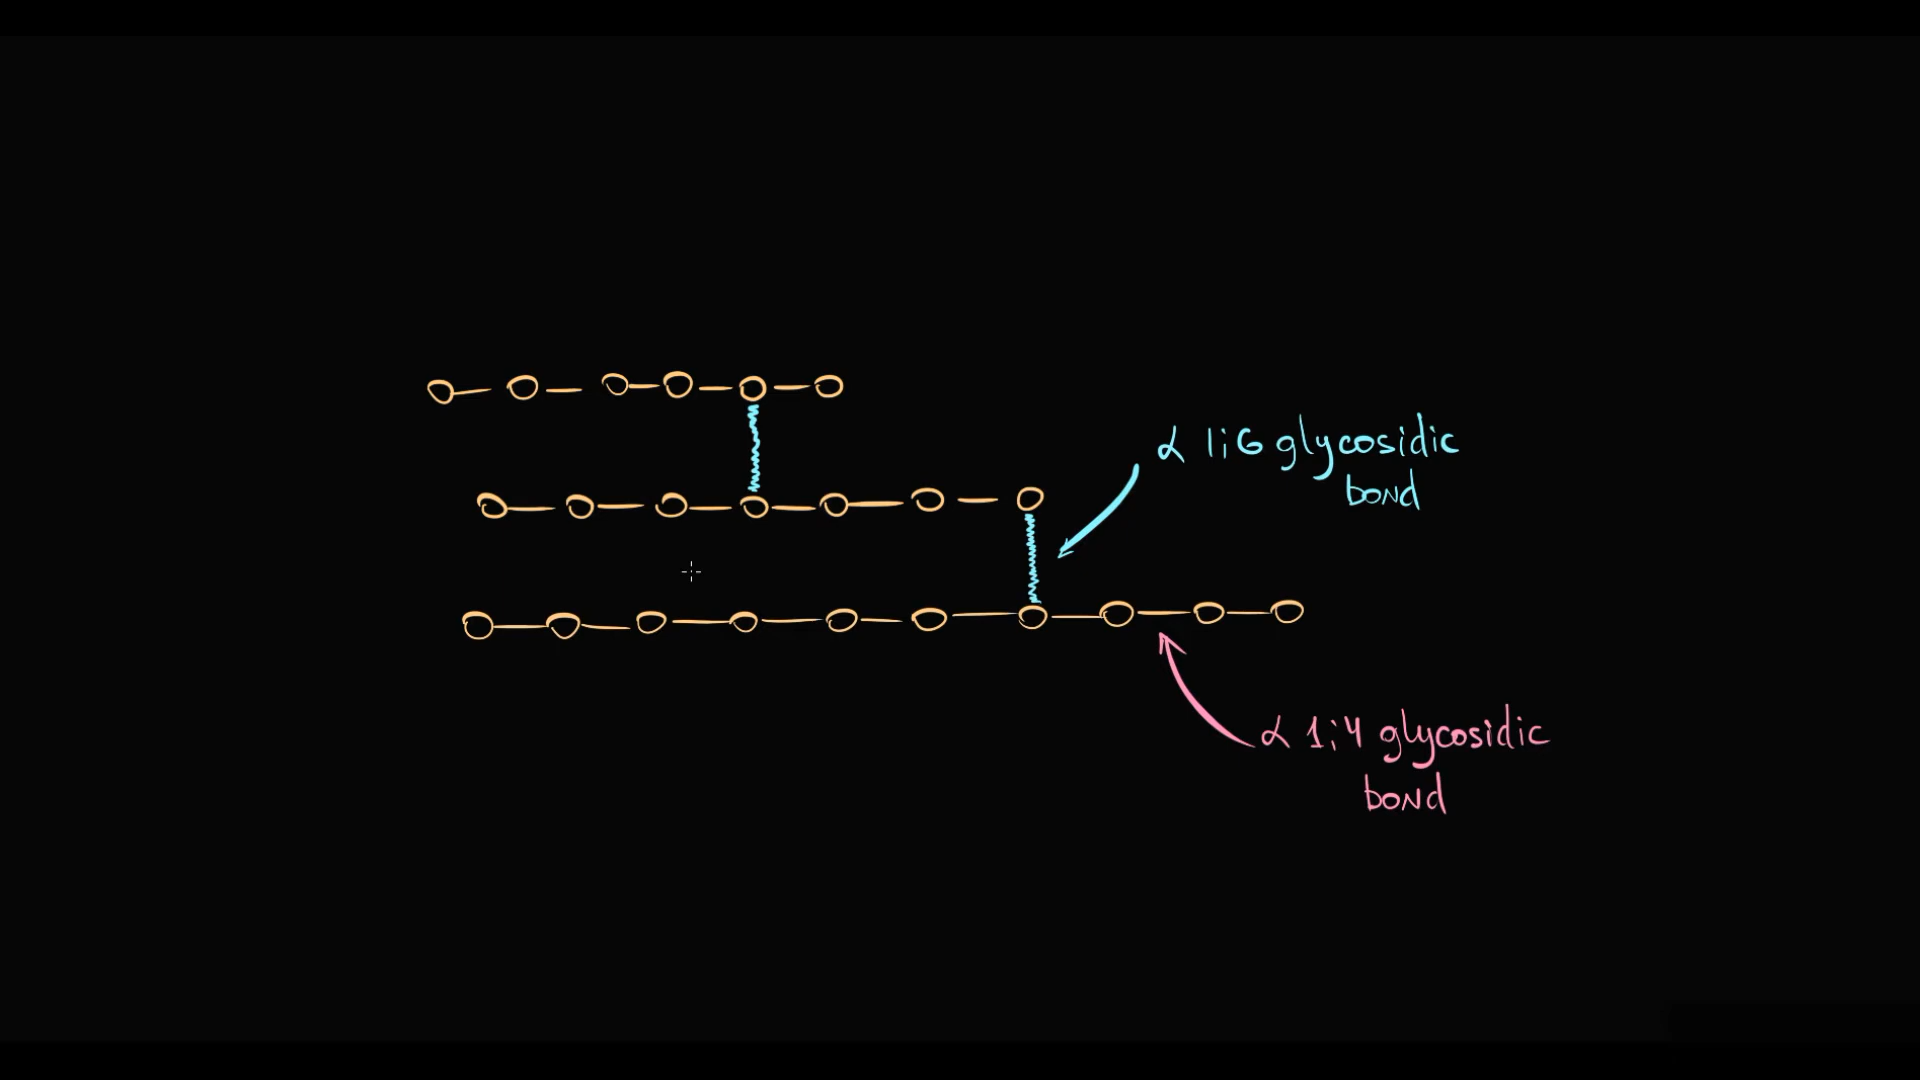 α 1;6 glycosidic
bond
α 1;4 glycosidic
bond